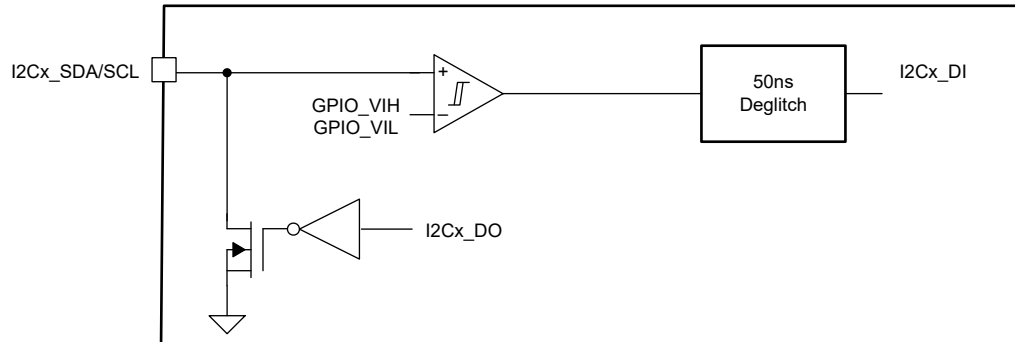 I2Cx_SDA/SCL
+
GPIO_VIH
GPIO_VIL
−
50ns
Deglitch
I2Cx_DI
I2Cx_DO